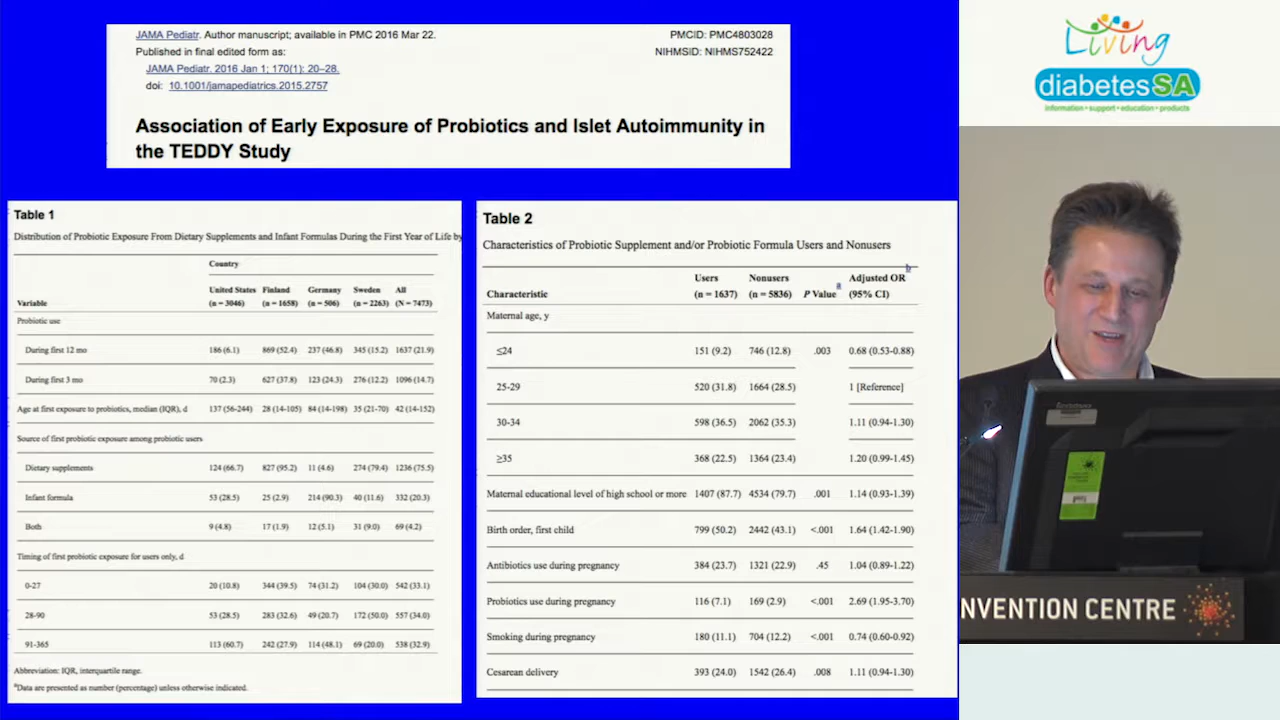 JAMA Pediatr. Author manuscript; available in PMC 2016 Mar 22.
PMCID: PMC4803028
Published in final edited form as:
NIHMSID: NIHMS752422
JAMA Pediatr. 2016 Jan 1; 170(1): 20–28.
doi: 10.1001/jamapediatrics.2015.2757
Association of Early Exposure of Probiotics and Islet Autoimmunity in
the TEDDY Study
Table 1
Distribution of Probiotic Exposure From Dietary Supplements and Infant Formulas During the First Year of Life by
Country
United States Finland Germany Sweden All
Variable (n = 3046) (n = 1658) (n = 506) (n = 2263) (N = 7473)
Probiotic use
During first 12 mo 186 (6.1) 869 (52.4) 237 (46.8) 345 (15.2) 1637 (21.9)
During first 3 mo 70 (2.3) 627 (37.8) 123 (24.3) 276 (12.2) 1096 (14.7)
Age at first exposure to probiotics, median (IQR), d 137 (56-244) 28 (14-105) 84 (14-198) 35 (21-70) 42 (14-152)
Source of first probiotic exposure among probiotic users
Dietary supplements 124 (66.7) 827 (95.2) 11 (4.6) 274 (79.4) 1236 (75.5)
Infant formula 53 (28.5) 25 (2.9) 214 (90.3) 40 (11.6) 332 (20.3)
Both 9 (4.8) 17 (1.9) 12 (5.1) 31 (9.0) 69 (4.2)
Timing of first probiotic exposure for users only, d
0-27 20 (10.8) 344 (39.5) 74 (31.2) 104 (30.0) 542 (33.1)
28-90 53 (28.5) 283 (32.6) 49 (20.7) 172 (50.0) 557 (34.0)
91-365 113 (60.7) 242 (27.9) 114 (48.1) 69 (20.0) 538 (32.9)
Abbreviation: IQR, interquartile range.
a Data are presented as number (percentage) unless otherwise indicated.
Table 2
Characteristics of Probiotic Supplement and/or Probiotic Formula Users and Nonusers
Users Nonusers Adjusted OR b
Characteristic (n = 1637) (n = 5836) P Value a (95% CI)
Maternal age, y
≤24 151 (9.2) 746 (12.8) .003 0.68 (0.53-0.88)
25-29 520 (31.8) 1664 (28.5) 1 [Reference]
30-34 598 (36.5) 2062 (35.3) 1.11 (0.94-1.30)
≥35 368 (22.5) 1364 (23.4) 1.20 (0.99-1.45)
Maternal educational level of high school or more 1407 (87.7) 4534 (79.7) .001 1.14 (0.93-1.39)
Birth order, first child 799 (50.2) 2442 (43.1) <.001 1.64 (1.42-1.90)
Antibiotics use during pregnancy 384 (23.7) 1321 (22.9) .45 1.04 (0.89-1.22)
Probiotics use during pregnancy 116 (7.1) 169 (2.9) <.001 2.69 (1.95-3.70)
Smoking during pregnancy 180 (11.1) 704 (12.2) <.001 0.74 (0.60-0.92)
Cesarean delivery 393 (24.0) 1542 (26.4) .008 1.11 (0.94-1.30)
Living
diabetesSA
information • support • education • products
Lenovo
NVENTION CENTRE